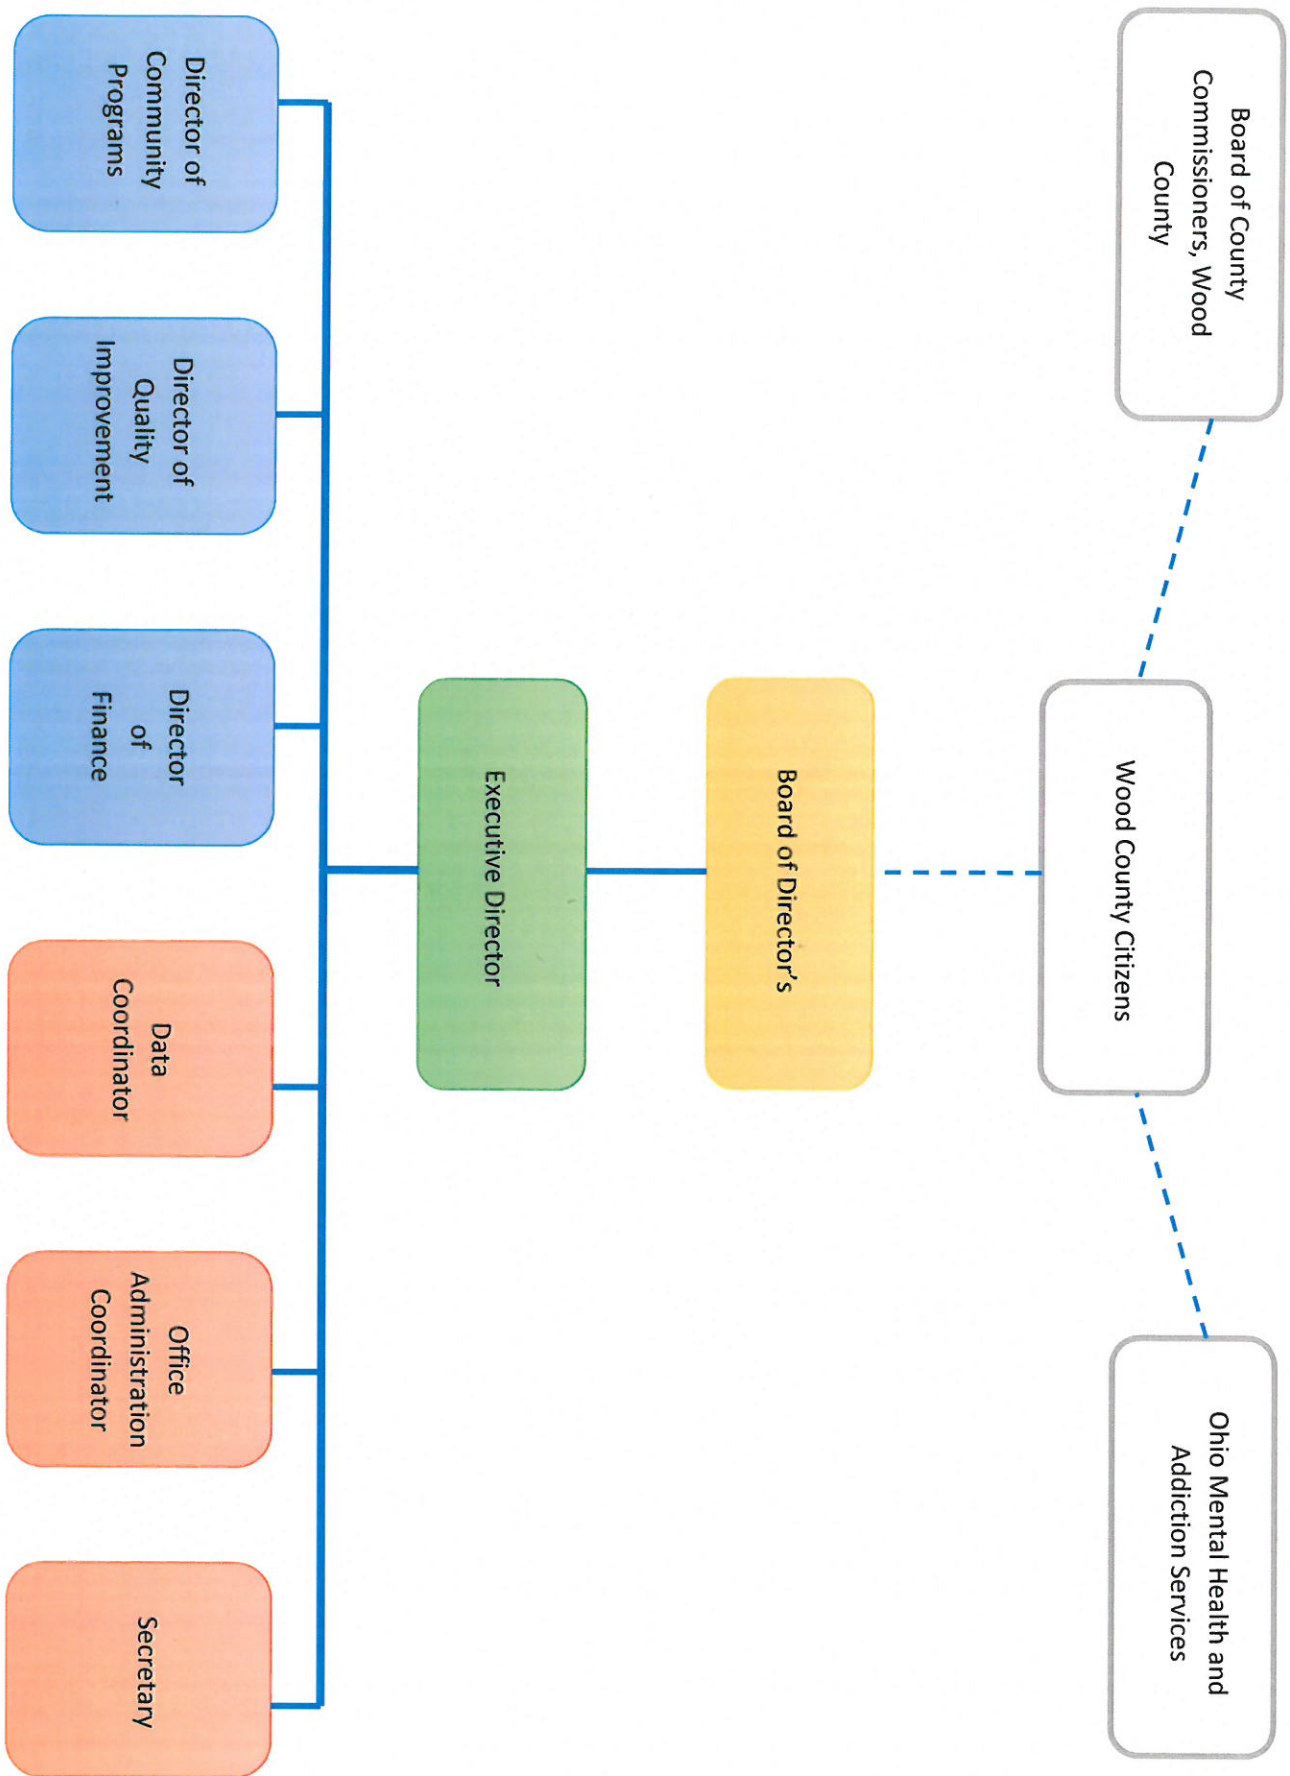 Board of County
Commissioners, Wood
County
Wood County Citizens
Ohio Mental Health and
Addiction Services
Board of Director's
Executive Director
Director of
Community
Programs
Director of
Quality
Improvement
Director
of
Finance
Data
Coordinator
Office
Administration
Coordinator
Secretary